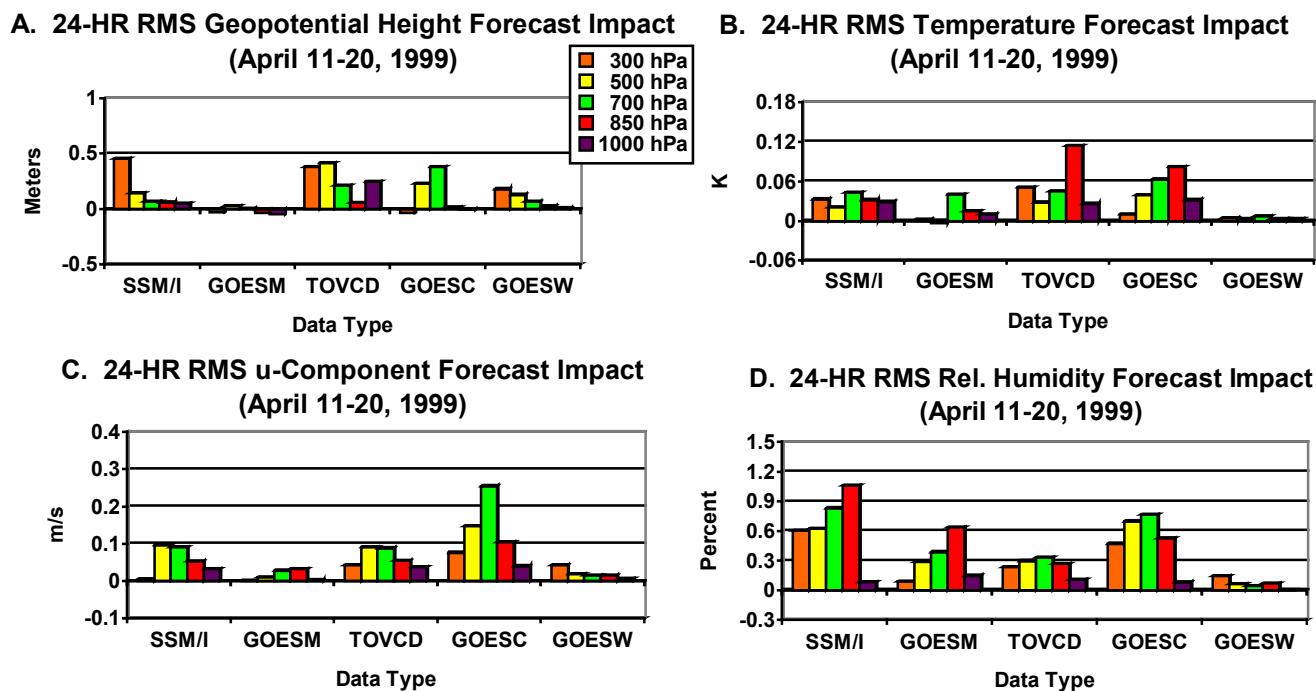 A. 24-HR RMS Geopotential Height Forecast Impact
(April 11-20, 1999)
300 hPa
500 hPa
700 hPa
850 hPa
1000 hPa
1
0.5
0
-0.5
Meters
SSM/I GOESM TOVCD GOESC GOESW
Data Type
B. 24-HR RMS Temperature Forecast Impact
(April 11-20, 1999)
0.18
0.12
0.06
0
-0.06
K
SSM/I GOESM TOVCD GOESC GOESW
Data Type
C. 24-HR RMS u-Component Forecast Impact
(April 11-20, 1999)
0.4
0.3
0.2
0.1
0
-0.1
m/s
SSM/I GOESM TOVCD GOESC GOESW
Data Type
D. 24-HR RMS Rel. Humidity Forecast Impact
(April 11-20, 1999)
1.5
1.2
0.9
0.6
0.3
0
-0.3
Percent
SSM/I GOESM TOVCD GOESC GOESW
Data Type